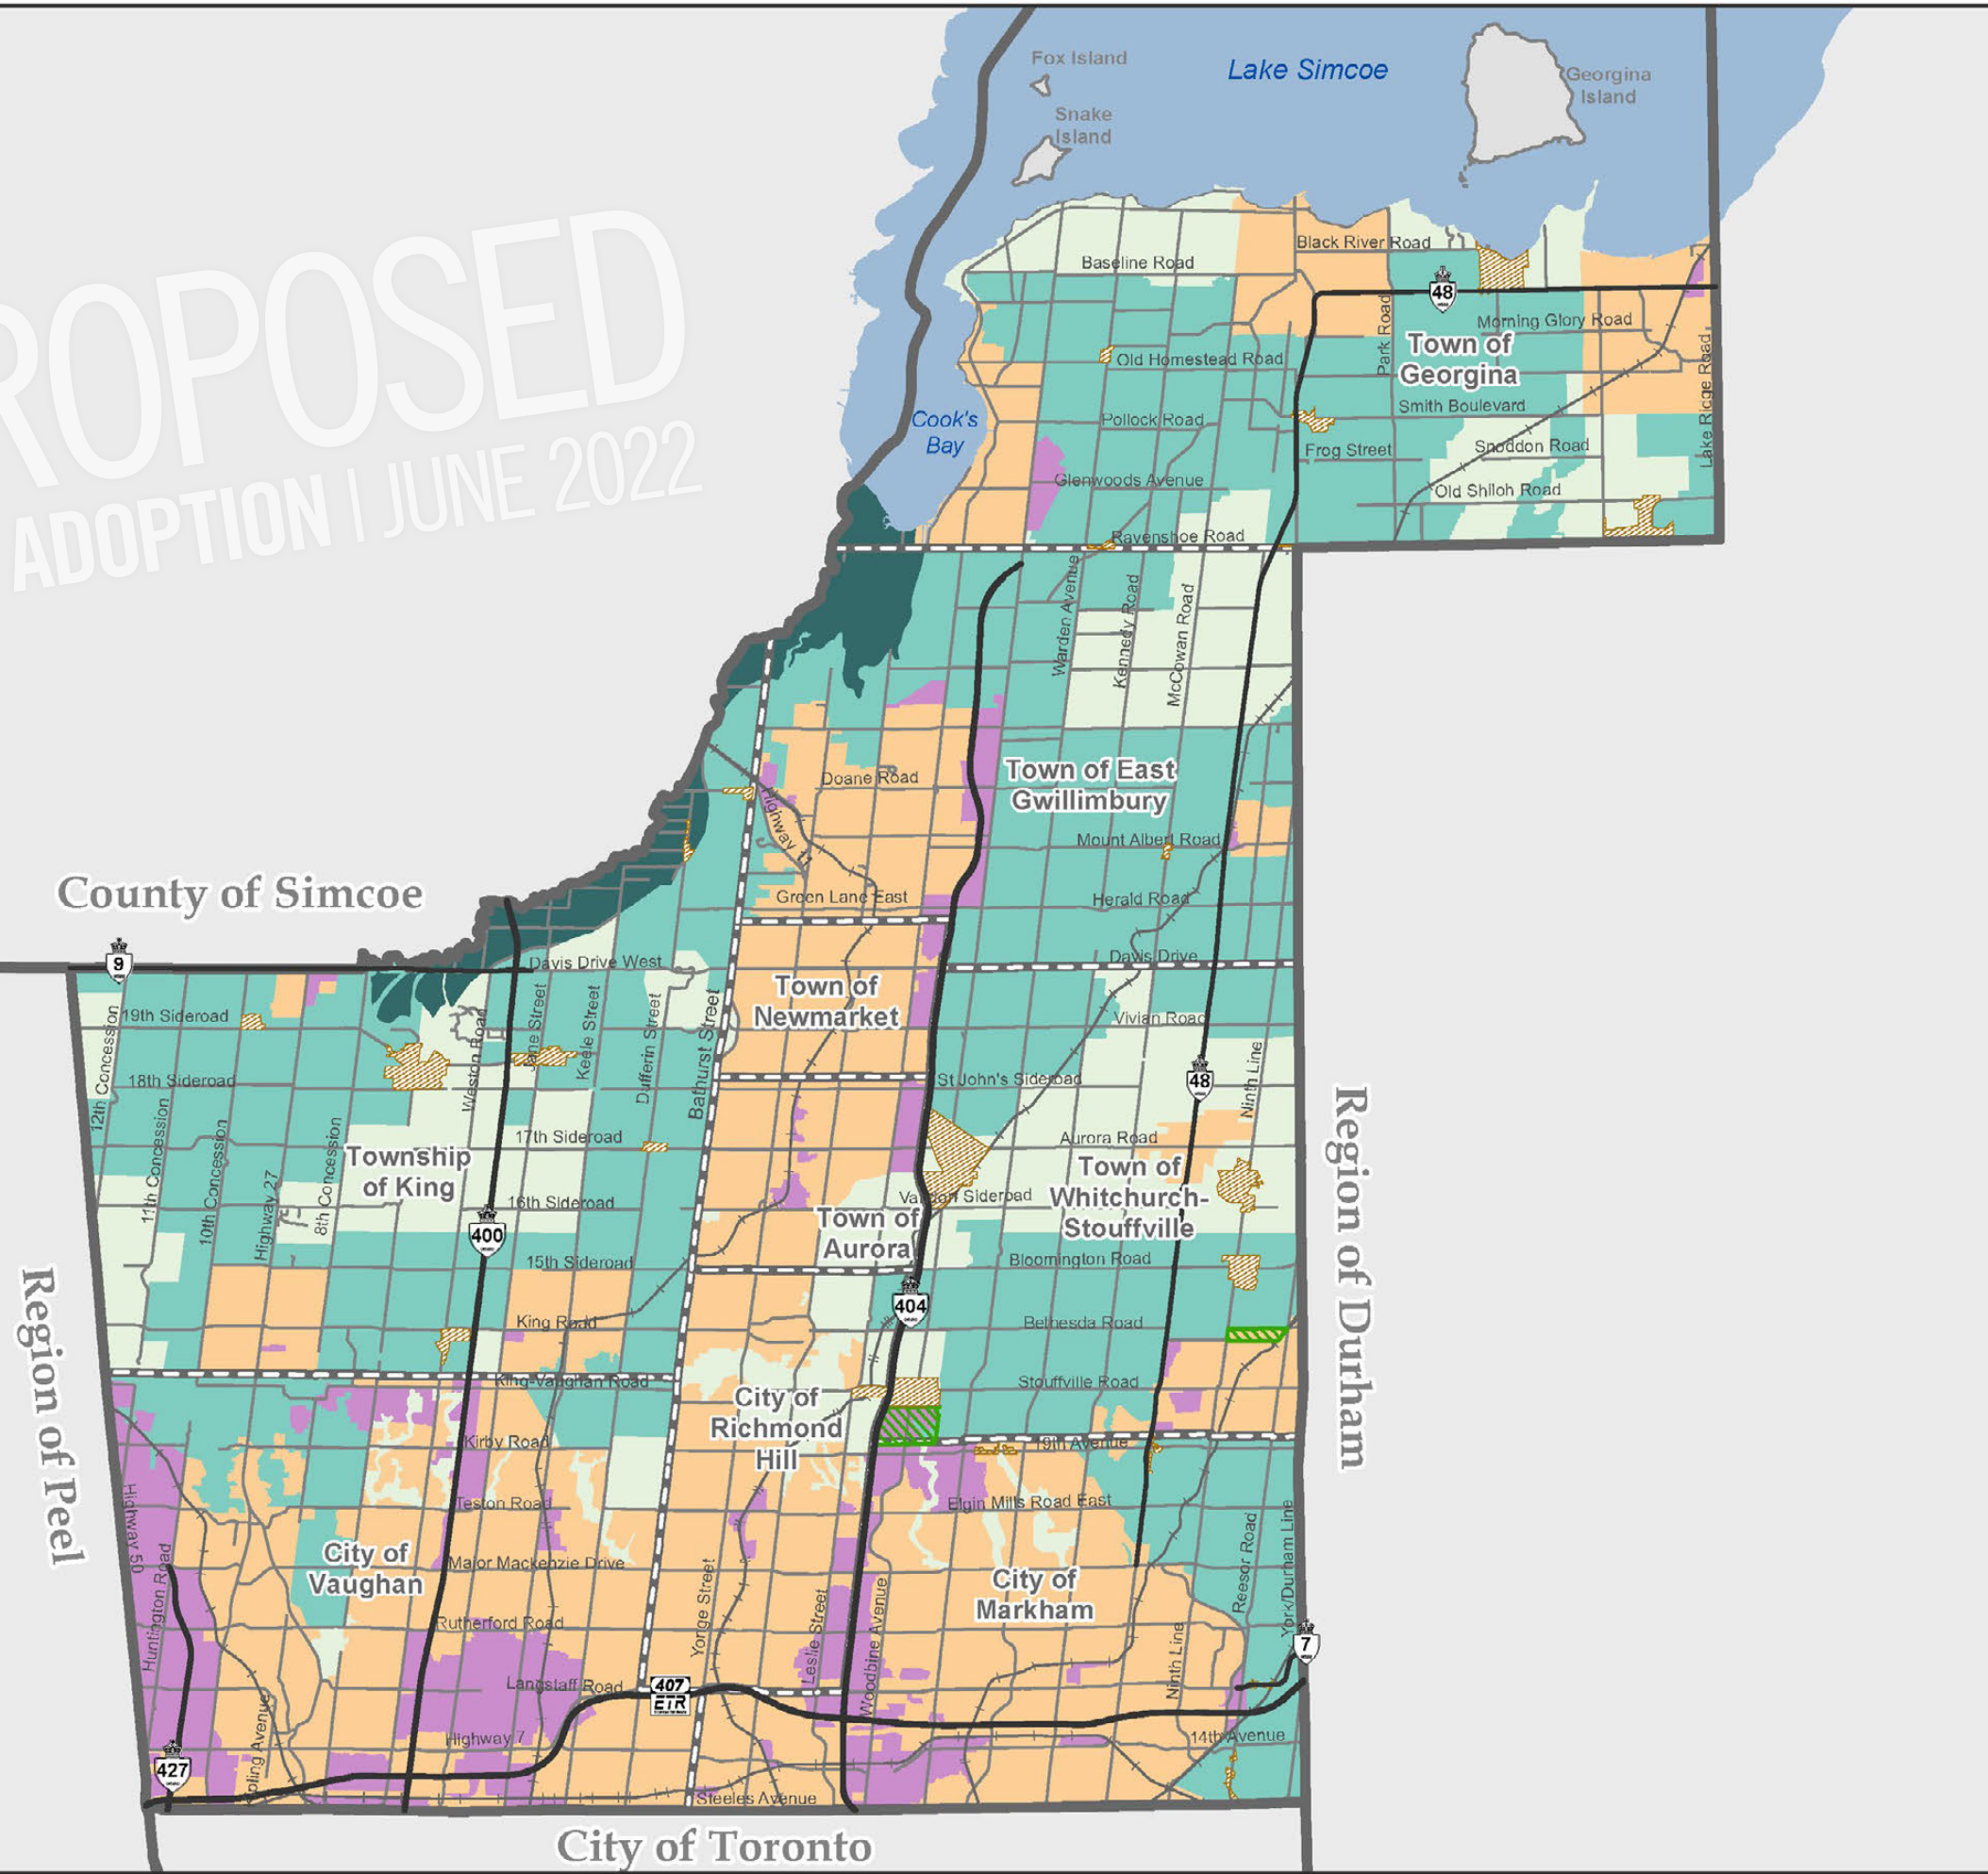 Fox Island
Lake Simcoe
Georgina
Island
Snake
Island
ROPOSED
ADOPTION | JUNE 2022
Black River Road
Baseline Road
48
Morning Glory Road
Park Road
Town of
Georgina
Old Homestead Road
Lake Ridge Road
Smith Boulevard
Cook's
Bay
Pollock Road
Frog Street
Snoddon Road
Glenwoods Avenue
Old Shiloh Road
Ravenshoe Road
Warden Avenue
Kennedy Road
McCowan Road
Doane Road
Town of East
Gwillimbury
Highway 11
Mount Albert Road
Green Lane East
Herald Road
County of Simcoe
9
Davis Drive West
Davis Drive
Town of
Newmarket
19th Sideroad
12th Concession
Weston Road
Jane Street
Keele Street
Dufferin Street
Bathurst Street
Vivian Road
18th Sideroad
St John's Sideroad
48
Ninth Line
11th Concession
10th Concession
Highway 27
8th Concession
17th Sideroad
Aurora Road
Township
of King
Town of
Whitchurch-
Stouffville
16th Sideroad
Vandorf Sideroad
Town of
Aurora
400
15th Sideroad
Bloomington Road
404
King Road
Bethesda Road
Region of Durham
Region of Peel
King-Vaughan Road
Stouffville Road
City of
Richmond
Hill
Kirby Road
19th Avenue
Teston Road
Elgin Mills Road East
Highway 50
Huntington Road
City of
Vaughan
Major Mackenzie Drive
City of
Markham
Reesor Road
York/Durham Line
Rutherford Road
Yonge Street
Leslie Street
Woodbine Avenue
Ninth Line
7
Langstaff Road
407
ETR
Highway 7
14th Avenue
427
Kipling Avenue
Steeles Avenue
City of Toronto